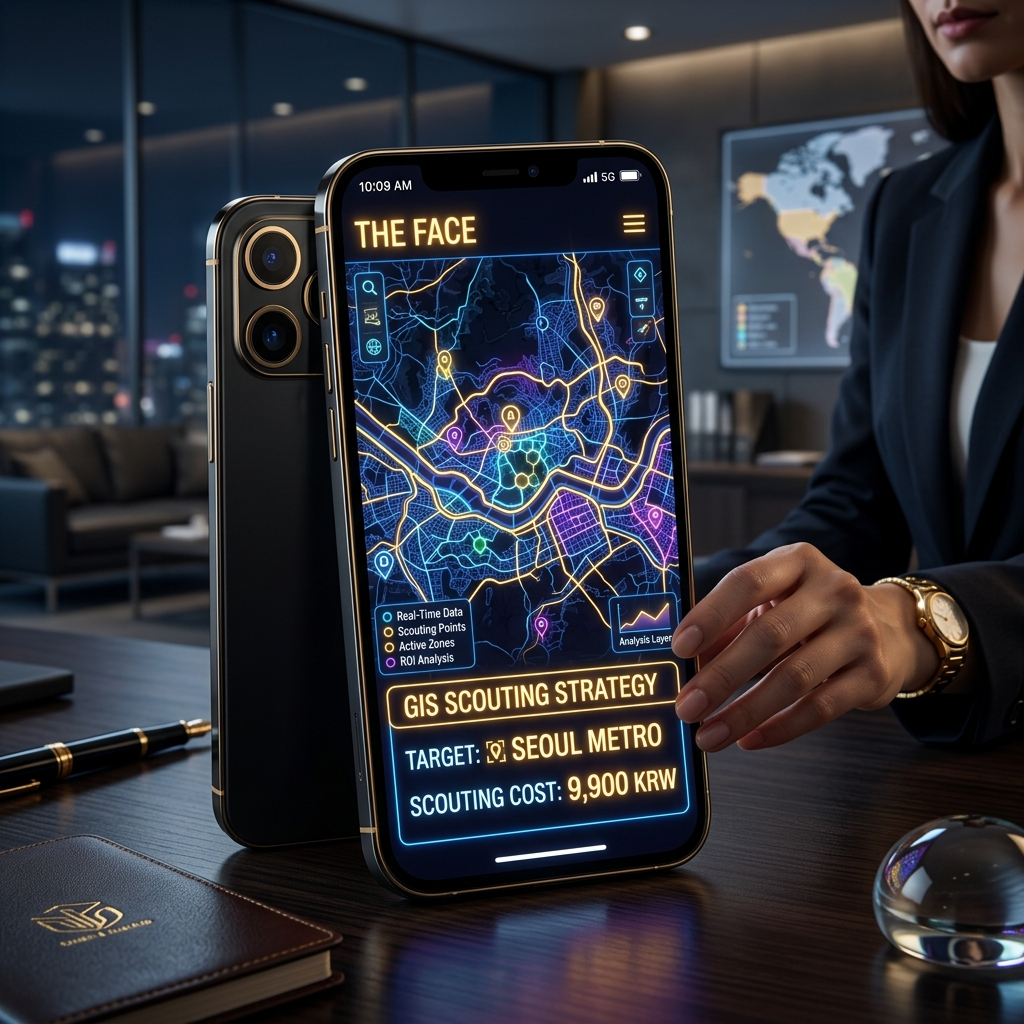 10:09 AM
5G
THE FACE
Real-Time Data
Scouting Points
Active Zones
ROI Analysis
Analysis Layer
GIS SCOUTING STRATEGY
TARGET: SEOUL METRO
SCOUTING COST: 9,900 KRW